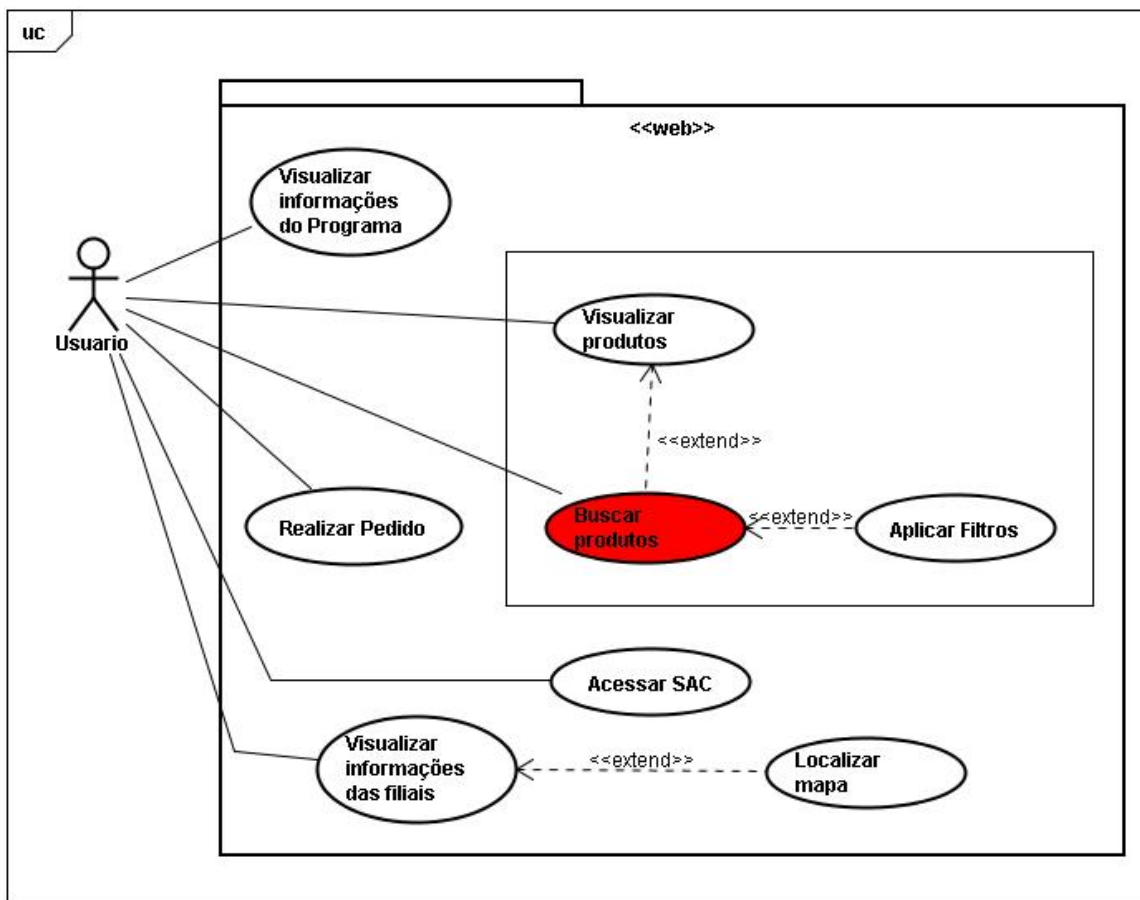 uc
<<web>>
Visualizar
informações
do Programa
Usuario
Visualizar
produtos
<<extend>>
Realizar Pedido
Buscar
produtos
<<extend>>
Aplicar Filtros
Acessar SAC
Visualizar
informações
das filiais
<<extend>>
Localizar
mapa